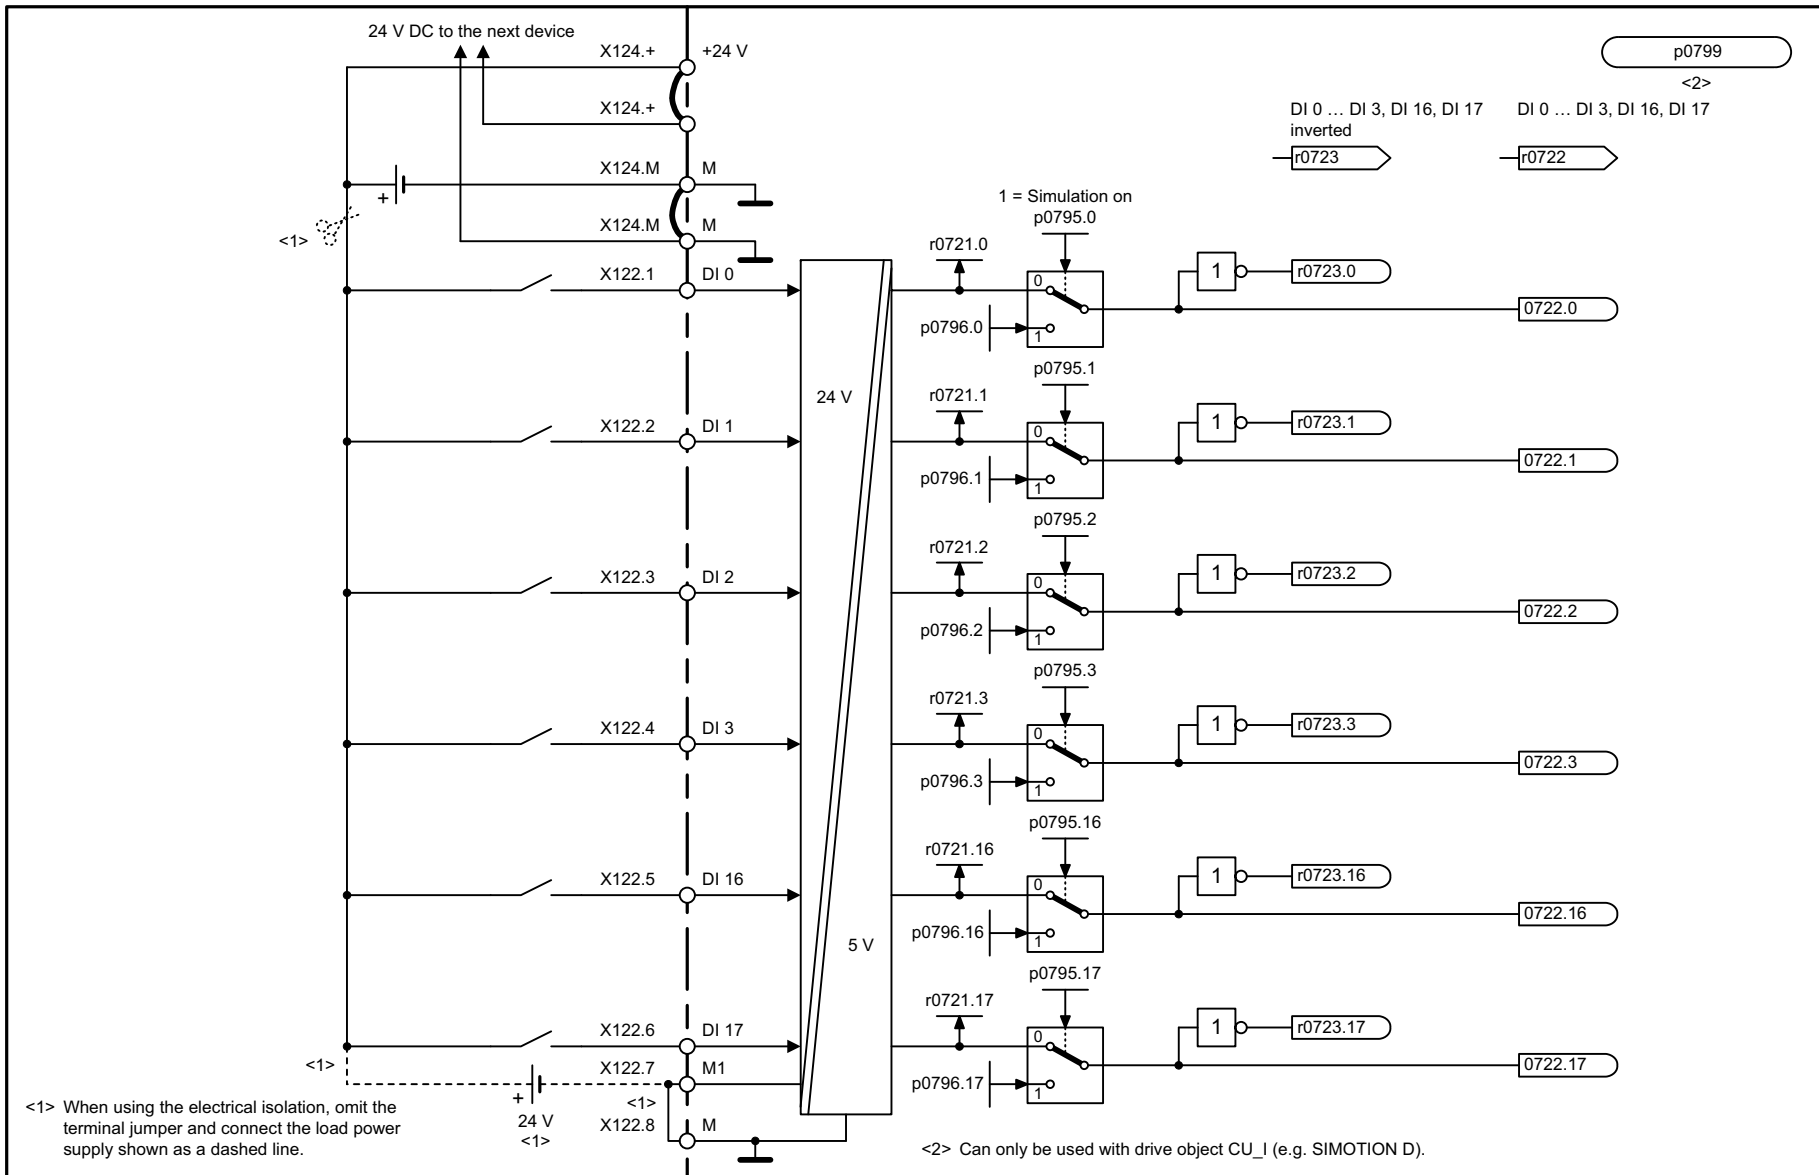 24 V DC to the next device
X124.+
+24 V
p0799
<2>
X124.+
DI 0 … DI 3, DI 16, DI 17
inverted
DI 0 … DI 3, DI 16, DI 17
r0723
r0722
X124.M
M
+
1 = Simulation on
p0795.0
<1>
X124.M
M
r0721.0
X122.1
DI 0
0
1
r0723.0
0722.0
p0796.0
1
p0795.1
24 V
r0721.1
X122.2
DI 1
0
1
r0723.1
0722.1
p0796.1
1
p0795.2
r0721.2
X122.3
DI 2
0
1
r0723.2
0722.2
p0796.2
1
p0795.3
r0721.3
X122.4
DI 3
0
1
r0723.3
0722.3
p0796.3
1
p0795.16
r0721.16
X122.5
DI 16
0
1
r0723.16
0722.16
p0796.16
1
5 V
p0795.17
r0721.17
X122.6
DI 17
0
1
r0723.17
0722.17
<1>
X122.7
M1
p0796.17
1
+
24 V
<1>
<1>
X122.8
M
<1> When using the electrical isolation, omit the
terminal jumper and connect the load power
supply shown as a dashed line.
<2> Can only be used with drive object CU_I (e.g. SIMOTION D).